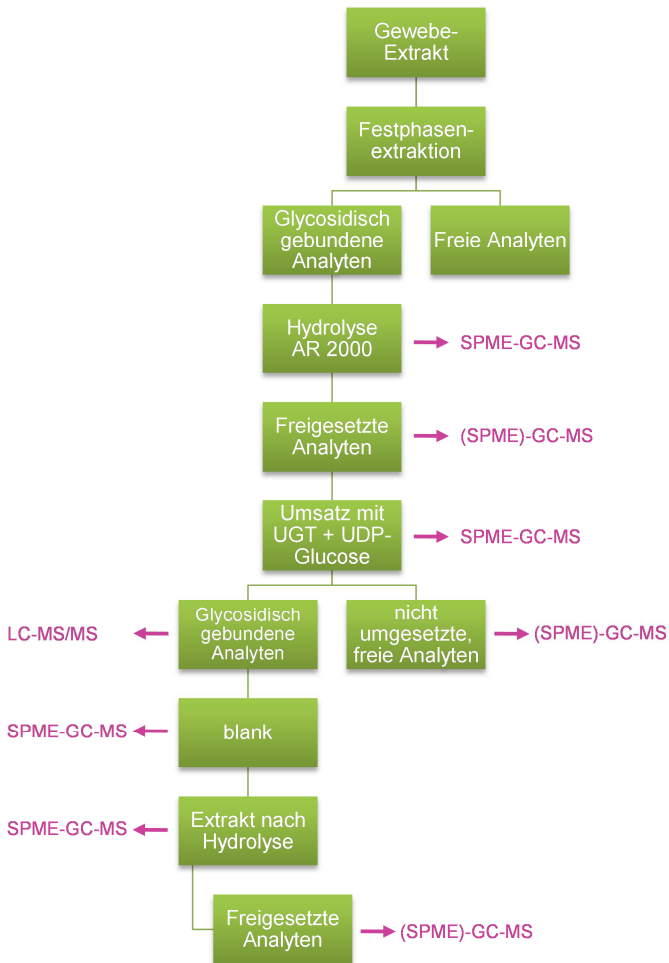 Gewebe-
Extrakt
Festphasen-
extraktion
Glycosidisch
gebundene
Analyten
Freie Analyten
Hydrolyse
AR 2000
SPME-GC-MS
Freigesetzte
Analyten
(SPME)-GC-MS
Umsatz mit
UGT + UDP-
Glucose
SPME-GC-MS
LC-MS/MS
Glycosidisch
gebundene
Analyten
nicht
umgesetzte,
freie Analyten
(SPME)-GC-MS
SPME-GC-MS
blank
SPME-GC-MS
Extrakt nach
Hydrolyse
Freigesetzte
Analyten
(SPME)-GC-MS